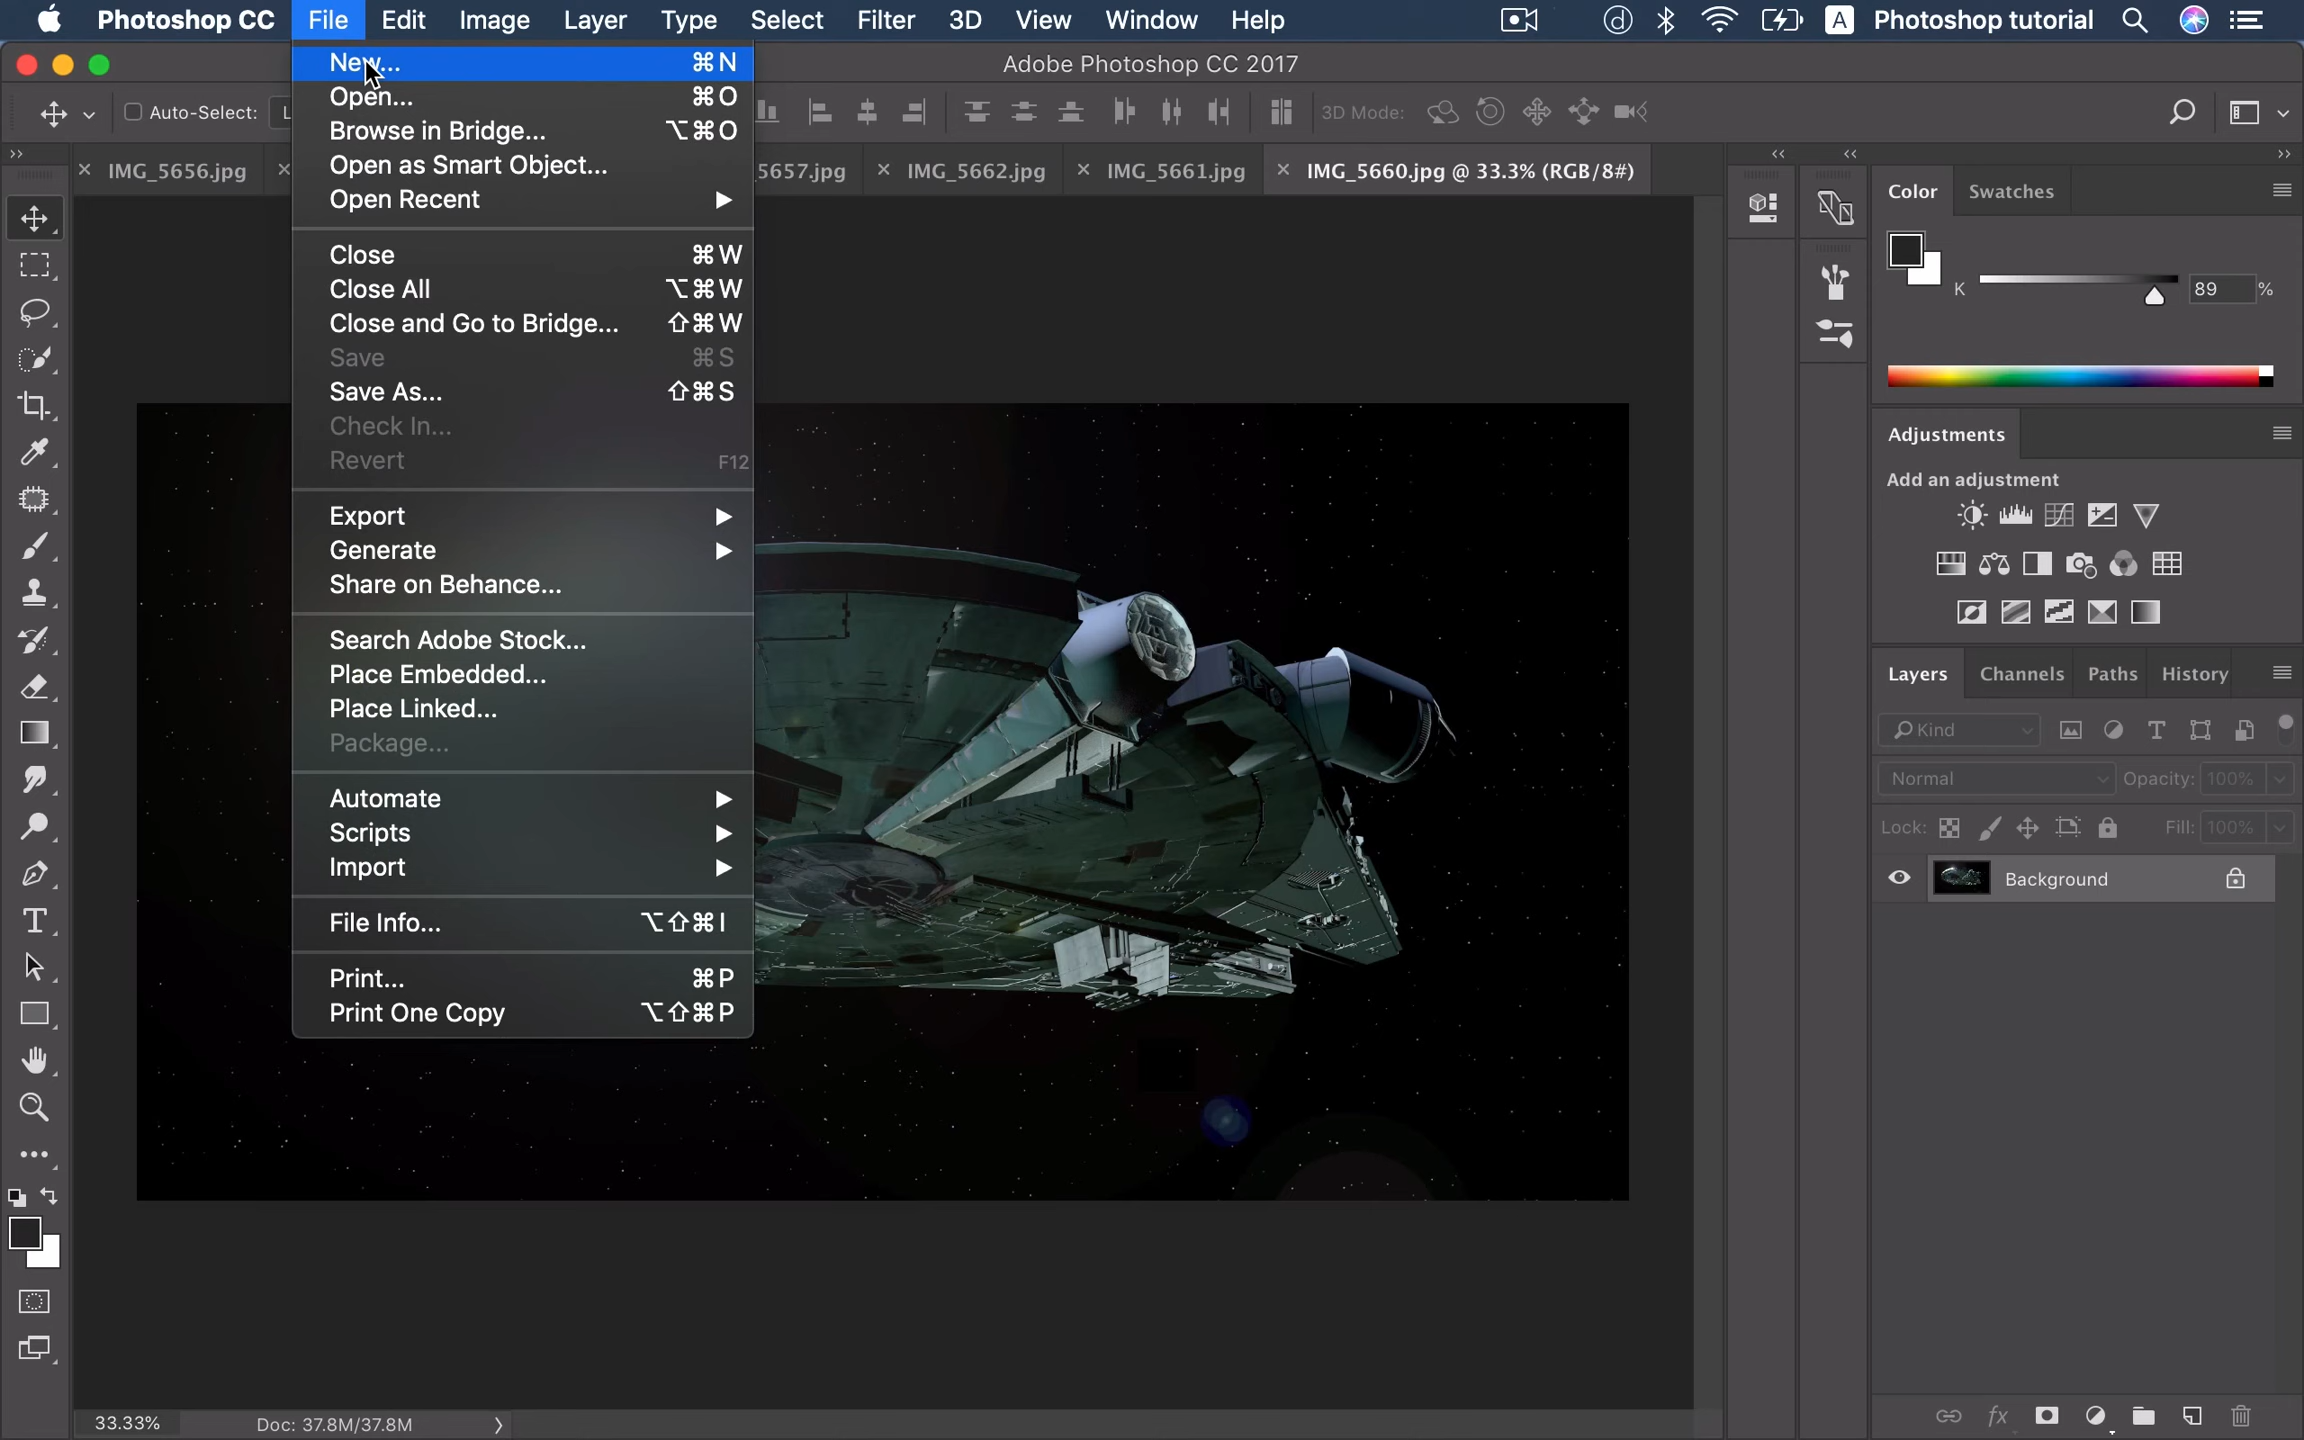 Photoshop CC File Edit Image Layer Type Select Filter 3D View Window Help A Photoshop tutorial
Adobe Photoshop CC 2017
Auto-Select: 3D Mode:
IMG_5656.jpg 5657.jpg IMG_5662.jpg IMG_5661.jpg IMG_5660.jpg @ 33.3% (RGB/8#)
New... ⌘N
Open... ⌘O
Browse in Bridge... ⌥⌘O
Open as Smart Object...
Open Recent
Close ⌘W
Close All ⌥⌘W
Close and Go to Bridge... ⇧⌘W
Save ⌘S
Save As... ⇧⌘S
Check In...
Revert F12
Export
Generate
Share on Behance...
Search Adobe Stock...
Place Embedded...
Place Linked...
Package...
Automate
Scripts
Import
File Info... ⌥⇧⌘I
Print... ⌘P
Print One Copy ⌥⇧⌘P
Color Swatches
K 89 %
Adjustments
Add an adjustment
Layers Channels Paths History
Kind
Normal Opacity: 100%
Lock: Fill: 100%
Background
fx
33.33% Doc: 37.8M/37.8M